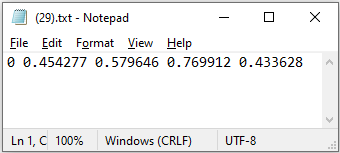 (29).txt - Notepad
File Edit Format View Help
0 0.454277 0.579646 0.769912 0.433628
Ln 1, C 100% Windows (CRLF) UTF-8